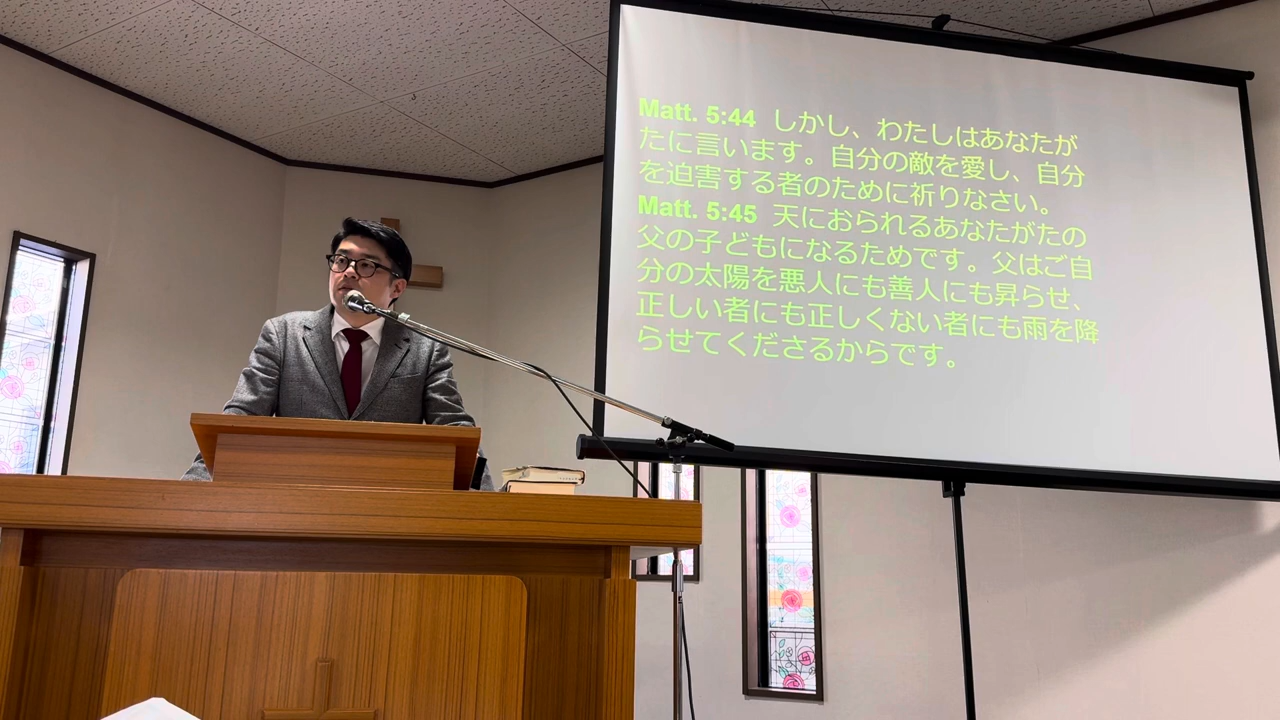 Matt. 5:44 しかし、わたしはあなたが
たに言います。自分の敵を愛し、自分
を迫害する者のために祈りなさい。
Matt. 5:45 天におられるあなたがたの
父の子どもになるためです。父はご自
分の太陽を悪人にも善人にも昇らせ、
正しい者にも正しくない者にも雨を降
らせてくださるからです。